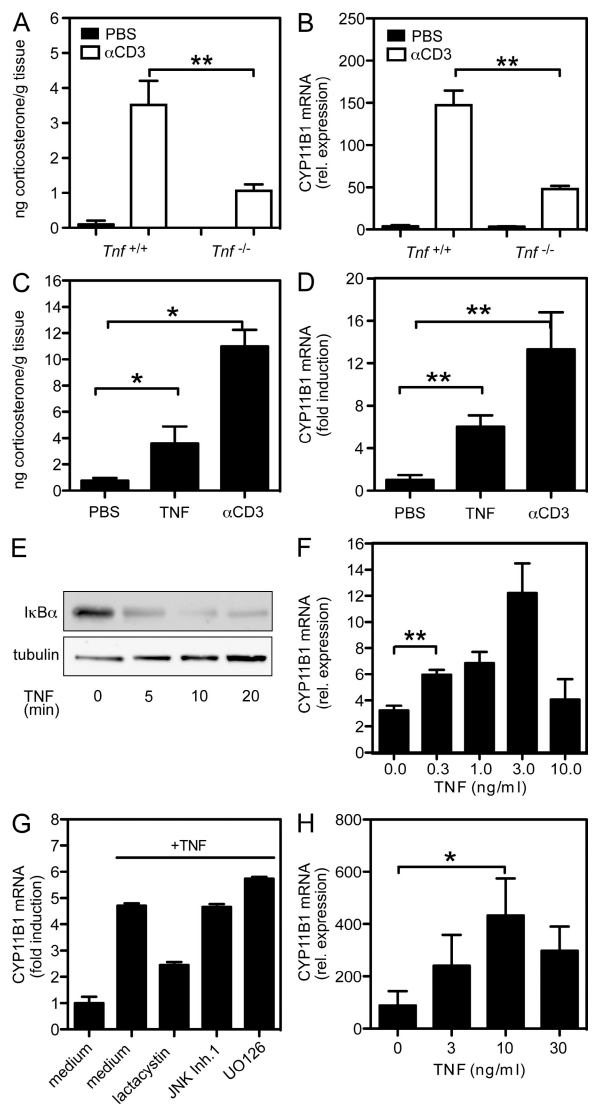 A
PBS
αCD3
**
ng corticosterone/g tissue
6
5
4
3
2
1
0
Tnf +/+
Tnf -/-
B
PBS
αCD3
**
CYP11B1 mRNA
(rel. expression)
250
200
150
100
50
0
Tnf +/+
Tnf -/-
C
*
*
ng corticosterone/g tissue
16
14
12
10
8
6
4
2
0
PBS
TNF
αCD3
D
**
**
CYP11B1 mRNA
(fold induction)
20
16
12
8
4
0
PBS
TNF
αCD3
E
IκBα
tubulin
TNF
(min)
0
5
10
20
F
**
CYP11B1 mRNA
(rel. expression)
16
14
12
10
8
6
4
2
0
0.0
0.3
1.0
3.0
10.0
TNF (ng/ml)
G
+TNF
CYP11B1 mRNA
(fold induction)
8
7
6
5
4
3
2
1
0
medium
medium
lactacystin
JNK Inh.1
UO126
H
*
CYP11B1 mRNA
(rel. expression)
800
600
400
200
0
0
3
10
30
TNF (ng/ml)